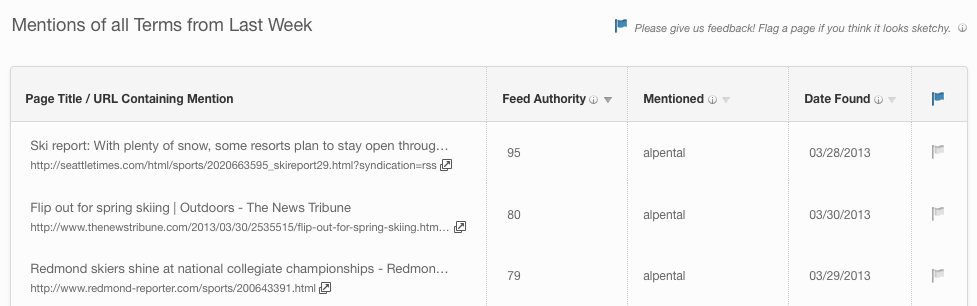 Mentions of all Terms from Last Week
Please give us feedback! Flag a page if you think it looks sketchy.
Page Title / URL Containing Mention Feed Authority Mentioned Date Found
Ski report: With plenty of snow, some resorts plan to stay open throug... 95 alpental 03/28/2013
http://seattletimes.com/html/sports/2020663595_skireport29.html?syndication=rss
Flip out for spring skiing | Outdoors - The News Tribune 80 alpental 03/30/2013
http://www.thenewstribune.com/2013/03/30/2535515/flip-out-for-spring-skiing.htm...
Redmond skiers shine at national collegiate championships - Redmon... 79 alpental 03/29/2013
http://www.redmond-reporter.com/sports/200643391.html